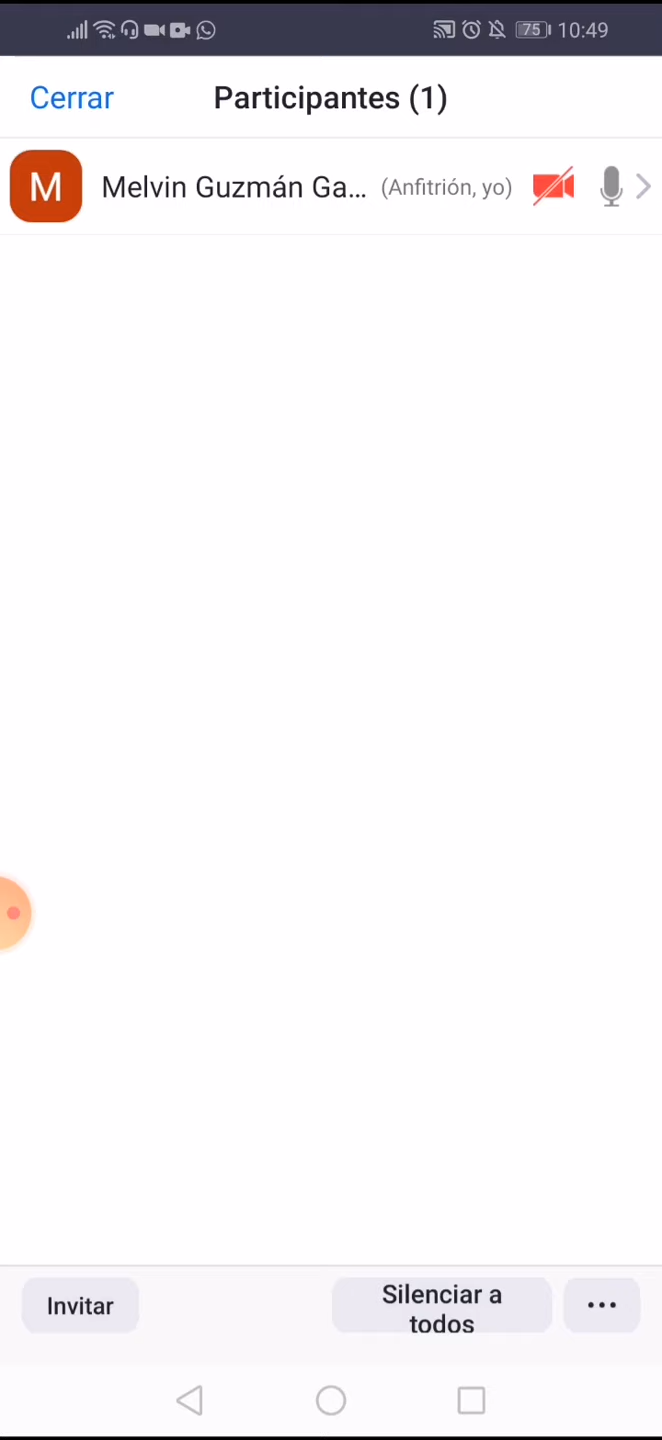 75 10:49
Cerrar Participantes (1)
M Melvin Guzmán Ga... (Anfitrión, yo)
Invitar Silenciar a todos ...